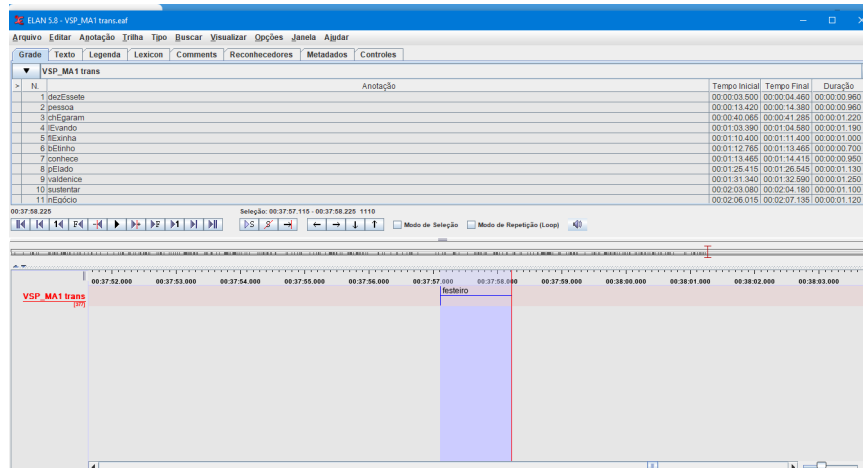 ELAN 5.8 - VSP_MA1 trans.eaf
Arquivo Editar Anotação Trilha Tipo Buscar Visualizar Opções Janela Ajudar
Grade Texto Legenda Lexicon Comments Reconhecedores Metadados Controles
▼ VSP_MA1 trans
> N. Anotação Tempo Inicial Tempo Final Duração
1 dezEssete 00:00:03.500 00:00:04.460 00:00:00.960
2 pessoa 00:00:13.420 00:00:14.380 00:00:00.960
3 chEgaram 00:00:40.065 00:00:41.285 00:00:01.220
4 lEvando 00:01:03.390 00:01:04.580 00:00:01.190
5 flExinha 00:01:10.400 00:01:11.400 00:00:01.000
6 bEtinho 00:01:12.765 00:01:13.465 00:00:00.700
7 conhece 00:01:13.465 00:01:14.415 00:00:00.950
8 pElado 00:01:25.415 00:01:26.545 00:00:01.130
9 valdenice 00:01:31.340 00:01:32.590 00:00:01.250
10 sustentar 00:02:03.080 00:02:04.180 00:00:01.100
11 nEgócio 00:02:06.015 00:02:07.135 00:00:01.120
00:37:58.225 Seleção: 00:37:57.115 - 00:37:58.225 1110
Modo de Seleção Modo de Repetição (Loop)
00:37:52.000 00:37:53.000 00:37:54.000 00:37:55.000 00:37:56.000 00:37:57.000 00:37:58.000 00:37:59.000 00:38:00.000 00:38:01.000 00:38:02.000 00:38:03.000
festeiro
VSP_MA1 trans
[377]